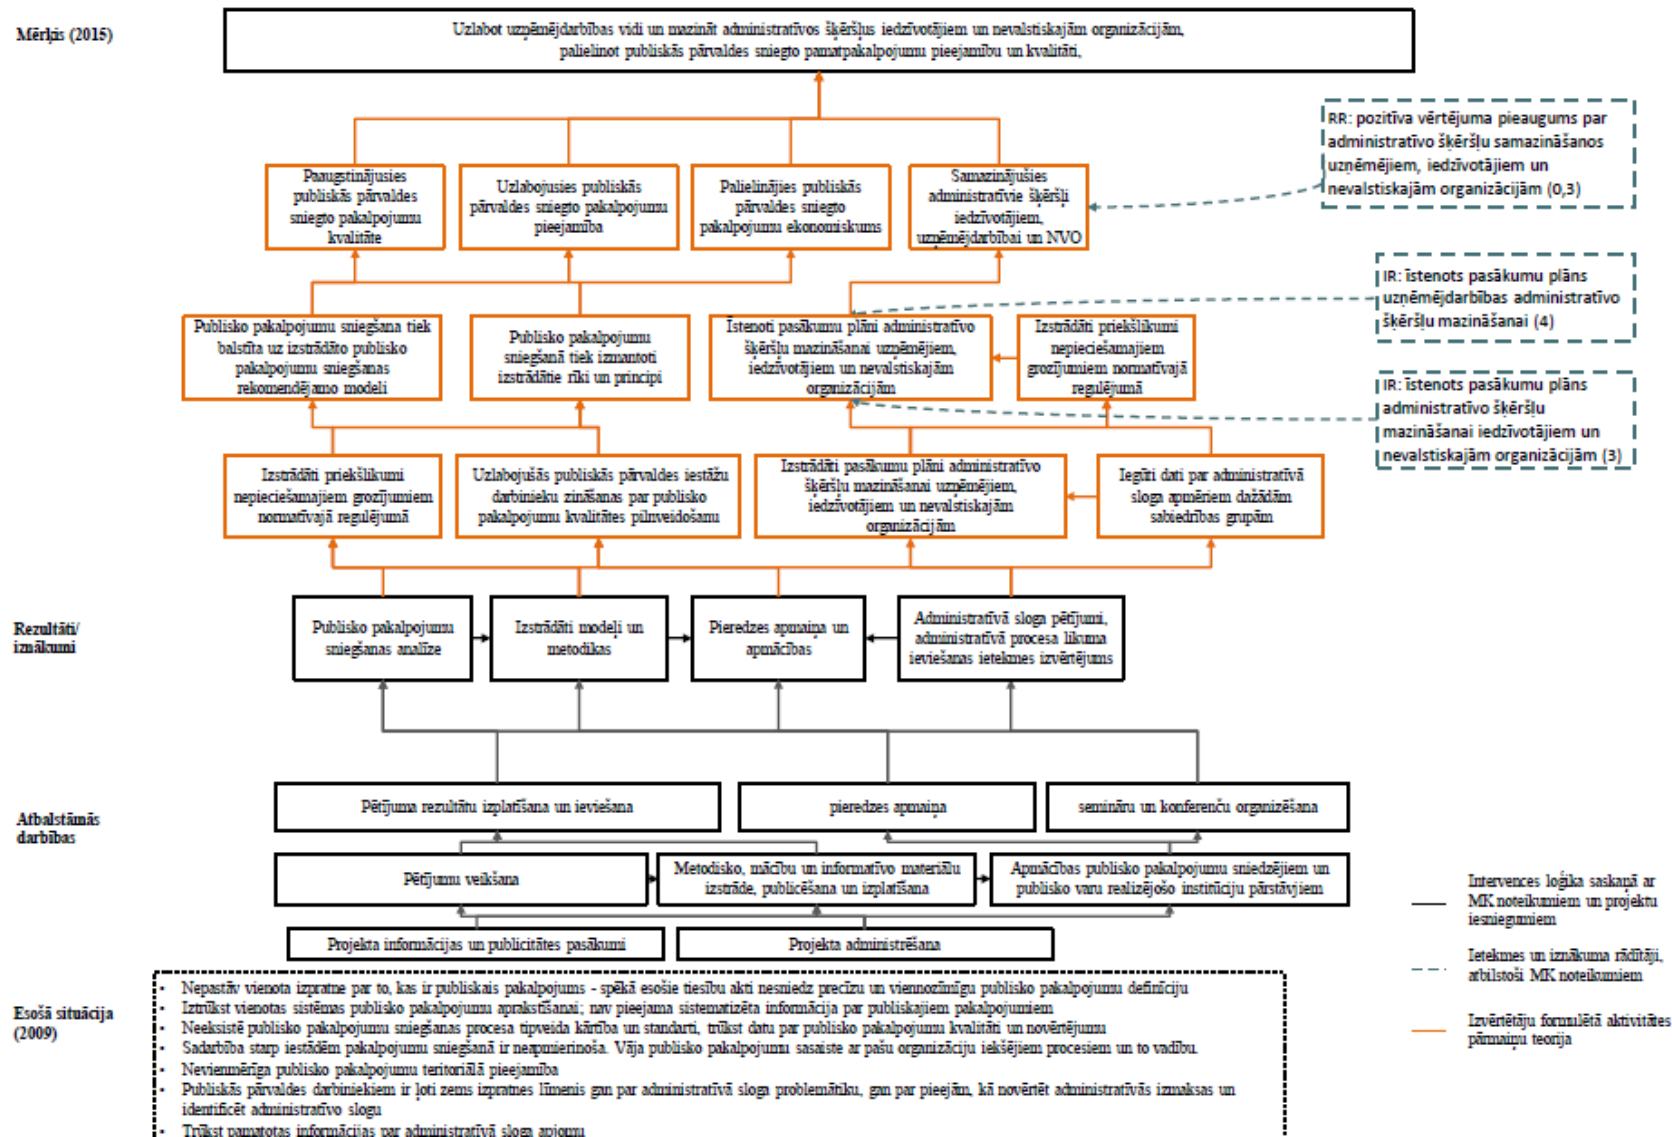 Mērķis (2015)
Uzlabot uzņēmējdarbības vidi un mazināt administratīvos šķēršļus iedzīvotājiem un nevalstiskajām organizācijām,
palielinot publiskās pārvaldes sniegto pamatpakalpojumu pieejamību un kvalitāti,
RR: pozitīva vērtējuma pieaugums par
administratīvo šķēršļu samazināšanos
uzņēmējiem, iedzīvotājiem un
nevalstiskajām organizācijām (0,3)
Paaugstinājusies
publiskās pārvaldes
sniegto pakalpojumu
kvalitāte
Uzlabojusies publiskās
pārvaldes sniegto pakalpojumu
pieejamība
Palielinājies publiskās
pārvaldes sniegto
pakalpojumu ekonomiskums
Samazinājušies
administratīvie šķēršļi
iedzīvotājiem,
uzņēmējdarbībai un NVO
IR: īstenots pasākumu plāns
uzņēmējdarbības administratīvo
šķēršļu mazināšanai (4)
Publisko pakalpojumu sniegšana tiek
balstīta uz izstrādāto publisko
pakalpojumu sniegšanas
rekomendējamo modeli
Publisko pakalpojumu
sniegšanā tiek izmantoti
izstrādātie rīki un principi
Īstenoti pasākumu plāni administratīvo
šķēršļu mazināšanai uzņēmējiem,
iedzīvotājiem un nevalstiskajām
organizācijām
Izstrādāti priekšlikumi
nepieciešamajiem
grozījumiem normatīvajā
regulējumā
IR: īstenots pasākumu plāns
administratīvo šķēršļu
mazināšanai iedzīvotājiem un
nevalstiskajām organizācijām (3)
Izstrādāti priekšlikumi
nepieciešamajiem grozījumiem
normatīvajā regulējumā
Uzlabojušās publiskās pārvaldes iestāžu
darbinieku zināšanas par publisko
pakalpojumu kvalitātes pilnveidošanu
Izstrādāti pasākumu plāni administratīvo
šķēršļu mazināšanai uzņēmējiem,
iedzīvotājiem un nevalstiskajām
organizācijām
Iegūti dati par administratīvā
sloga apmēriem dažādām
sabiedrības grupām
Rezultāti/
iznākumi
Publisko pakalpojumu
sniegšanas analīze
Izstrādāti modeļi un
metodikas
Pieredzes apmaiņa un
apmācības
Administratīvā sloga pētījumi,
administratīvā procesa likuma
ieviešanas ietekmes izvērtējums
Atbalstāmās
darbības
Pētījuma rezultātu izplatīšana un ieviešana
pieredzes apmaiņa
semināru un konferenču organizēšana
Pētījumu veikšana
Metodisko, mācību un informatīvo materiālu
izstrāde, publicēšana un izplatīšana
Apmācības publisko pakalpojumu sniedzējiem un
publisko varu realizējošo institūciju pārstāvjiem
Projekta informācijas un publicitātes pasākumi
Projekta administrēšana
Intervences loģika saskaņā ar
MK noteikumiem un projektu
iesniegumiem
Ietekmes un iznākuma rādītāji,
atbilstoši MK noteikumiem
Izvērtētāju formulētā aktivitātes
pārmaiņu teorija
Esošā situācija
(2009)
• Nepastāv vienota izpratne par to, kas ir publiskais pakalpojums - spēkā esošie tiesību akti nesniedz precīzu un viennozīmīgu publisko pakalpojumu definīciju
• Iztrūkst vienotas sistēmas publisko pakalpojumu aprakstīšanai; nav pieejama sistematizēta informācija par publiskajiem pakalpojumiem
• Neeksistē publisko pakalpojumu sniegšanas procesa tipveida kārtība un standarti, trūkst datu par publisko pakalpojumu kvalitāti un novērtējumu
• Sadarbība starp iestādēm pakalpojumu sniegšanā ir neapmierinoša. Vāja publisko pakalpojumu sasaiste ar pašu organizāciju iekšējiem procesiem un to vadību.
• Nevienmērīga publisko pakalpojumu teritoriālā pieejamība
• Publiskās pārvaldes darbiniekiem ir ļoti zems izpratnes līmenis gan par administratīvā sloga problemātiku, gan par pieejām, kā novērtēt administratīvās izmaksas un
identificēt administratīvo slogu
• Trūkst pamatotas informācijas par administratīvā sloga apjomu